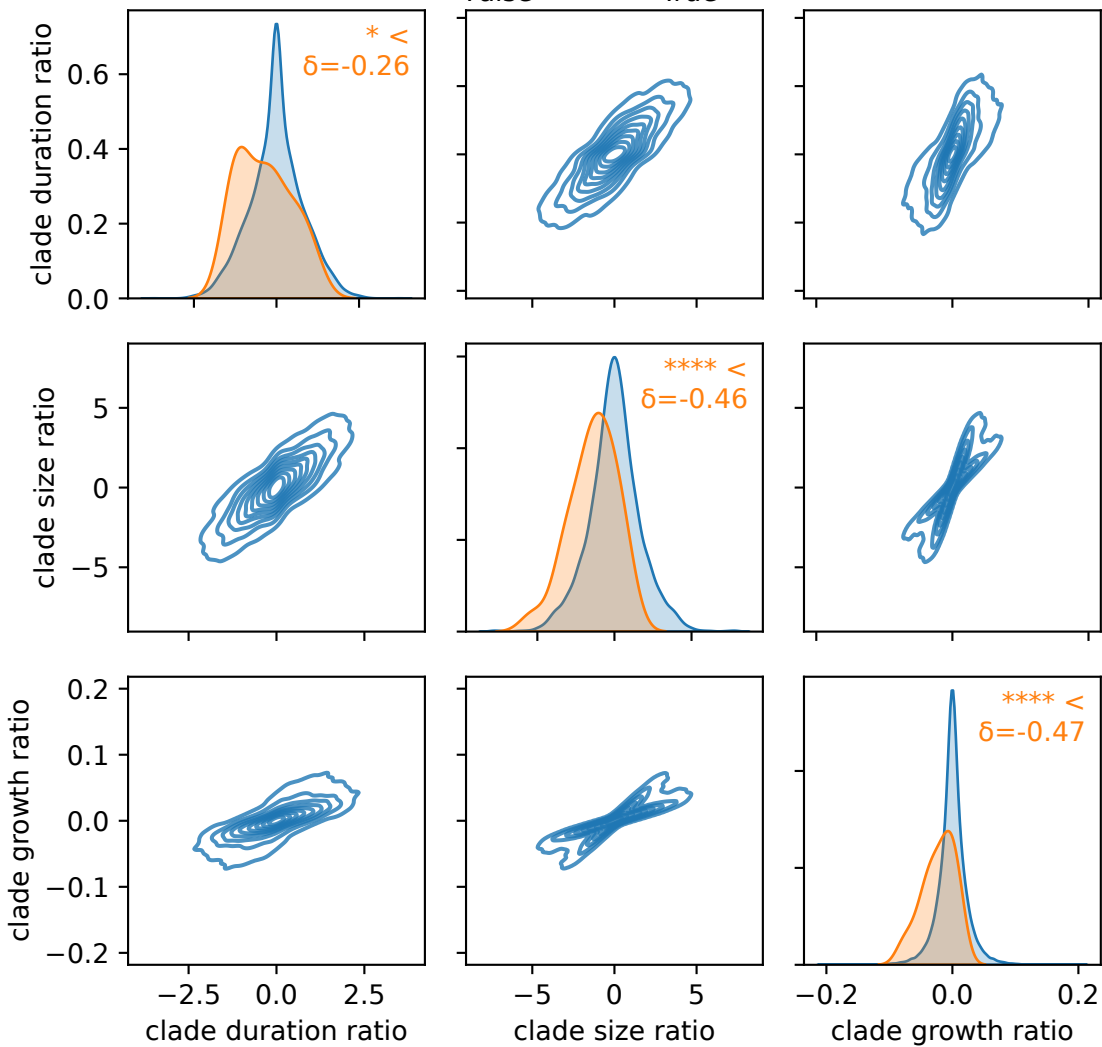 * <
δ=-0.26
clade duration ratio
0.6
0.4
0.2
0.0
**** <
δ=-0.46
clade size ratio
5
0
−5
**** <
δ=-0.47
clade growth ratio
0.2
0.1
0.0
−0.1
−0.2
−2.5 0.0 2.5
−5 0 5
−0.2 0.0 0.2
clade duration ratio
clade size ratio
clade growth ratio